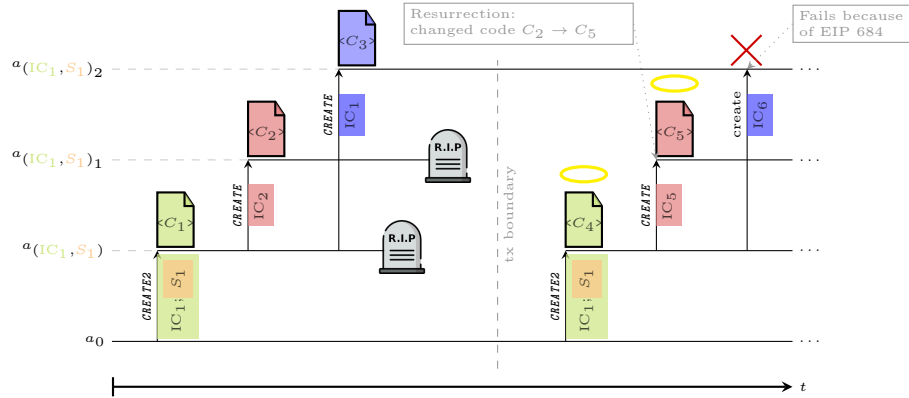 Resurrection:
changed code C₂ → C₅
Fails because
of EIP 684
<C₃>
a(IC₁,S₁)₂
...
CREATE
IC₁
create
IC₆
<C₂>
<C₅>
R.I.P
a(IC₁,S₁)₁
...
CREATE
IC₂
CREATE
IC₅
tx boundary
<C₁>
<C₄>
R.I.P
a(IC₁,S₁)
...
CREATE2
IC₁; S₁
CREATE2
IC₁; S₁
a₀
...
t